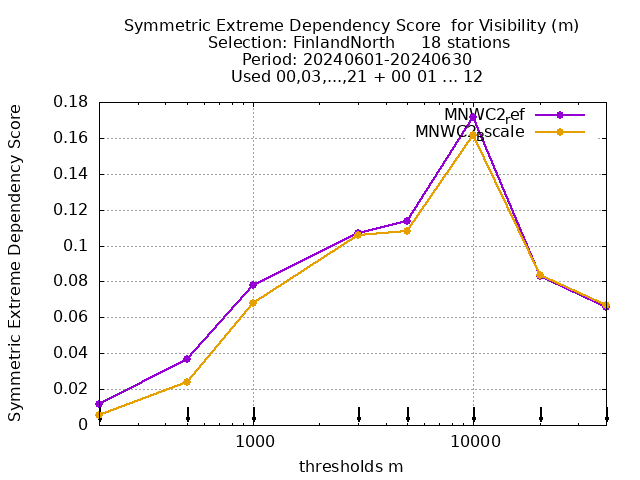 Symmetric Extreme Dependency Score for Visibility (m)
Selection: FinlandNorth 18 stations
Period: 20240601-20240630
Used 00,03,...,21 + 00 01 ... 12
Symmetric Extreme Dependency Score
0.18
0.16
0.14
0.12
0.1
0.08
0.06
0.04
0.02
0
MNWC2ref
MNWC2Bscale
1000
10000
thresholds m